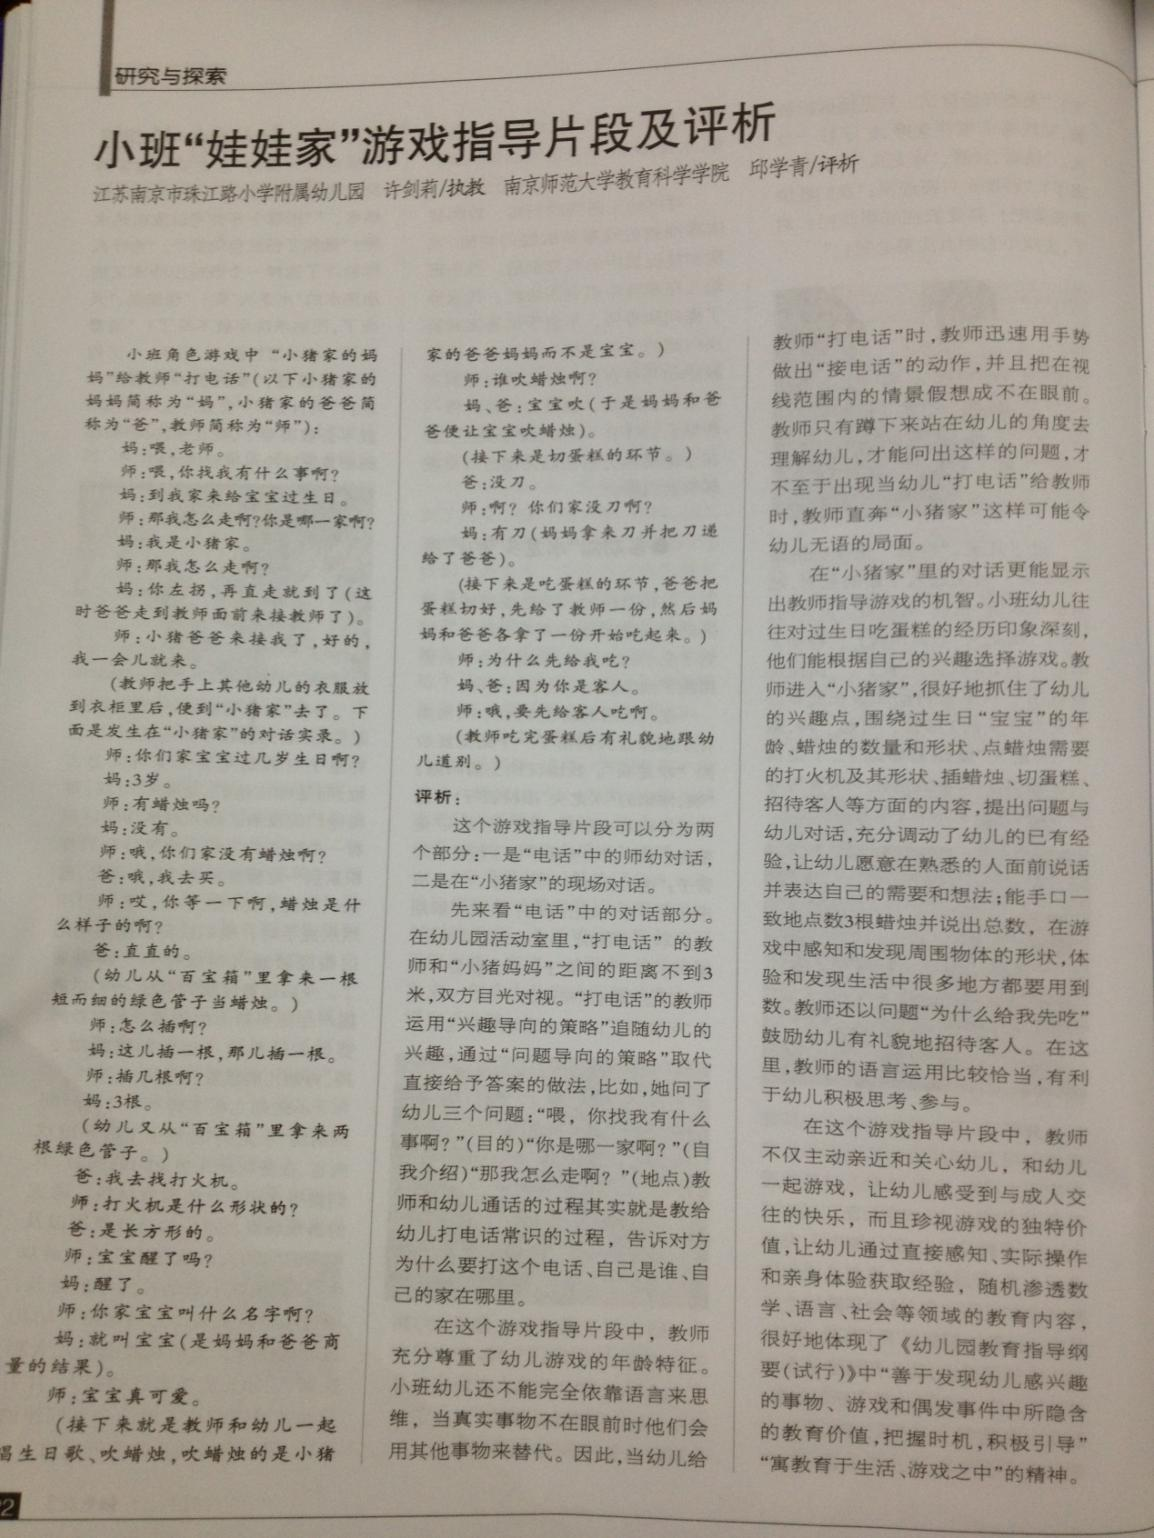 研究与探索
小班“娃娃家”游戏指导片段及评析
江苏南京市珠江路小学附属幼儿园 许剑莉/执教 南京师范大学教育科学学院 邱学青/评析
小班角色游戏中“小猪家的妈
妈”给教师“打电话”(以下小猪家的
妈妈简称为“妈”,小猪家的爸爸简
称为“爸”,教师简称为“师”):
妈:喂,老师。
师:喂,你找我有什么事啊?
妈:到我家来给宝宝过生日。
师:那我怎么走啊?你是哪一家啊?
妈:我是小猪家。
师:那我怎么走啊?
妈:你左拐,再直走就到了(这
时爸爸走到教师面前来接教师了)。
师:小猪爸爸来接我了,好的,
我一会儿就来。
(教师把手上其他幼儿的衣服放
到衣柜里后,便到“小猪家”去了。下
面是发生在“小猪家”的对话实录。)
师:你们家宝宝过几岁生日啊?
妈:3岁。
师:有蜡烛吗?
妈:没有。
师:哦,你们家没有蜡烛啊?
爸:哦,我去买。
师:哎,你等一下啊,蜡烛是什
么样子的啊?
爸:直直的。
(幼儿从“百宝箱”里拿来一根
短而细的绿色管子当蜡烛。)
师:怎么插啊?
妈:这儿插一根,那儿插一根。
师:插几根啊?
妈:3根。
(幼儿又从“百宝箱”里拿来两
根绿色管子。)
爸:我去找打火机。
师:打火机是什么形状的?
爸:是长方形的。
师:宝宝醒了吗?
妈:醒了。
师:你家宝宝叫什么名字啊?
妈:就叫宝宝(是妈妈和爸爸商
量的结果)。
师:宝宝真可爱。
(接下来就是教师和幼儿一起
唱生日歌、吹蜡烛,吹蜡烛的是小猪
家的爸爸妈妈而不是宝宝。)
师:谁吹蜡烛啊?
妈、爸:宝宝吹(于是妈妈和爸
爸便让宝宝吹蜡烛)。
(接下来是切蛋糕的环节。)
爸:没刀。
师:啊?你们家没刀啊?
妈:有刀(妈妈拿来刀并把刀递
给了爸爸)。
(接下来是吃蛋糕的环节,爸爸把
蛋糕切好,先给了教师一份,然后妈
妈和爸爸各拿了一份开始吃起来。)
师:为什么先给我吃?
妈、爸:因为你是客人。
师:哦,要先给客人吃啊。
(教师吃完蛋糕后有礼貌地跟幼
儿道别。)
评析:
这个游戏指导片段可以分为两
个部分:一是“电话”中的师幼对话,
二是在“小猪家”的现场对话。
先来看“电话”中的对话部分。
在幼儿园活动室里,“打电话”的教
师和“小猪妈妈”之间的距离不到3
米,双方目光对视。“打电话”的教师
运用“兴趣导向的策略”追随幼儿的
兴趣,通过“问题导向的策略”取代
直接给予答案的做法,比如,她问了
幼儿三个问题:“喂,你找我有什么
事啊?”(目的)“你是哪一家啊?”(自
我介绍)“那我怎么走啊?”(地点)教
师和幼儿通话的过程其实就是教给
幼儿打电话常识的过程,告诉对方
为什么要打这个电话、自己是谁、自
己的家在哪里。
在这个游戏指导片段中,教师
充分尊重了幼儿游戏的年龄特征。
小班幼儿还不能完全依靠语言来思
维,当真实事物不在眼前时他们会
用其他事物来替代。因此,当幼儿给
教师“打电话”时,教师迅速用手势
做出“接电话”的动作,并且把在视
线范围内的情景假想成不在眼前。
教师只有蹲下来站在幼儿的角度去
理解幼儿,才能问出这样的问题,才
不至于出现当幼儿“打电话”给教师
时,教师直奔“小猪家”这样可能令
幼儿无语的局面。
在“小猪家”里的对话更能显示
出教师指导游戏的机智。小班幼儿往
往对过生日吃蛋糕的经历印象深刻,
他们能根据自己的兴趣选择游戏。教
师进入“小猪家”,很好地抓住了幼儿
的兴趣点,围绕过生日“宝宝”的年
龄、蜡烛的数量和形状、点蜡烛需要
的打火机及其形状、插蜡烛、切蛋糕、
招待客人等方面的内容,提出问题与
幼儿对话,充分调动了幼儿的已有经
验,让幼儿愿意在熟悉的人面前说话
并表达自己的需要和想法;能手口一
致地点数3根蜡烛并说出总数,在游
戏中感知和发现周围物体的形状,体
验和发现生活中很多地方都要用到
数。教师还以问题“为什么给我先吃”
鼓励幼儿有礼貌地招待客人。在这
里,教师的语言运用比较恰当,有利
于幼儿积极思考、参与。
在这个游戏指导片段中,教师
不仅主动亲近和关心幼儿,和幼儿
一起游戏,让幼儿感受到与成人交
往的快乐,而且珍视游戏的独特价
值,让幼儿通过直接感知、实际操作
和亲身体验获取经验,随机渗透数
学、语言、社会等领域的教育内容,
很好地体现了《幼儿园教育指导纲
要(试行)》中“善于发现幼儿感兴趣
的事物、游戏和偶发事件中所隐含
的教育价值,把握时机,积极引导”
“寓教育于生活、游戏之中”的精神。